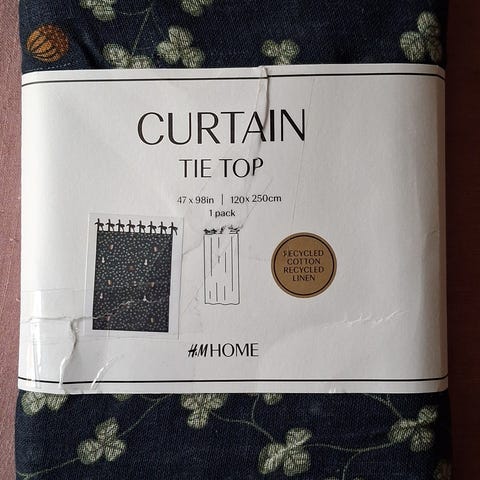 CURTAIN
TIE TOP
47 x 98in | 120 x 250cm
1 pack
RECYCLED
COTTON
RECYCLED
LINEN
H&M HOME